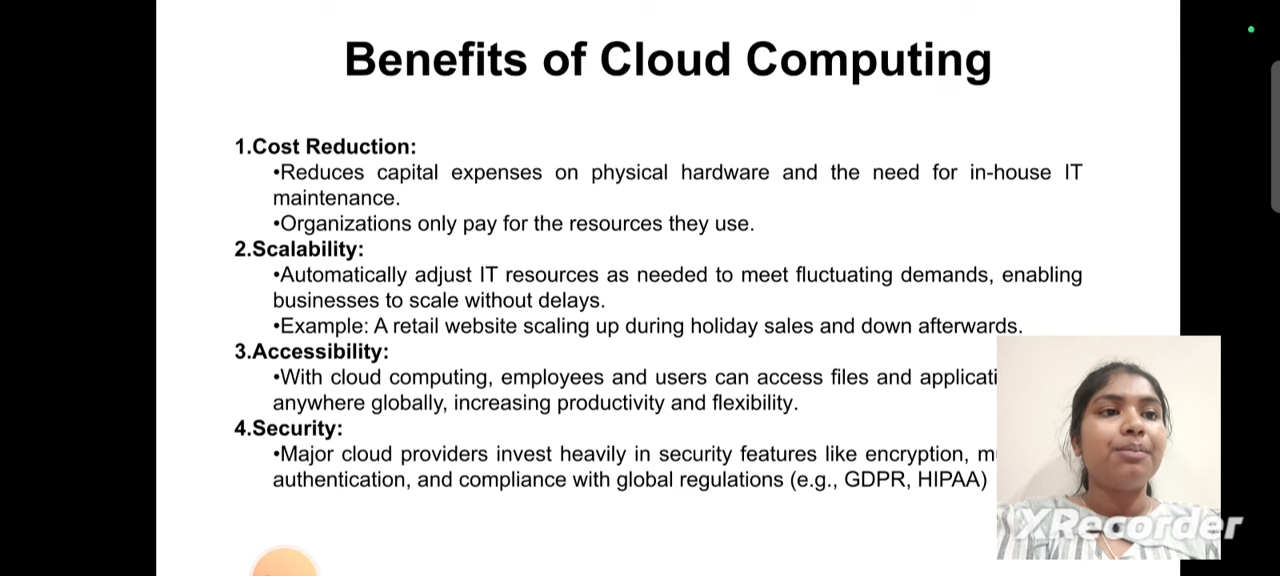 Benefits of Cloud Computing
1.Cost Reduction:
•Reduces capital expenses on physical hardware and the need for in-house IT
maintenance.
•Organizations only pay for the resources they use.
2.Scalability:
•Automatically adjust IT resources as needed to meet fluctuating demands, enabling
businesses to scale without delays.
•Example: A retail website scaling up during holiday sales and down afterwards.
3.Accessibility:
•With cloud computing, employees and users can access files and
anywhere globally, increasing productivity and flexibility.
4.Security:
•Major cloud providers invest heavily in security features like encryption,
authentication, and compliance with global regulations (e.g., GDPR, HIPAA)
XRecorder